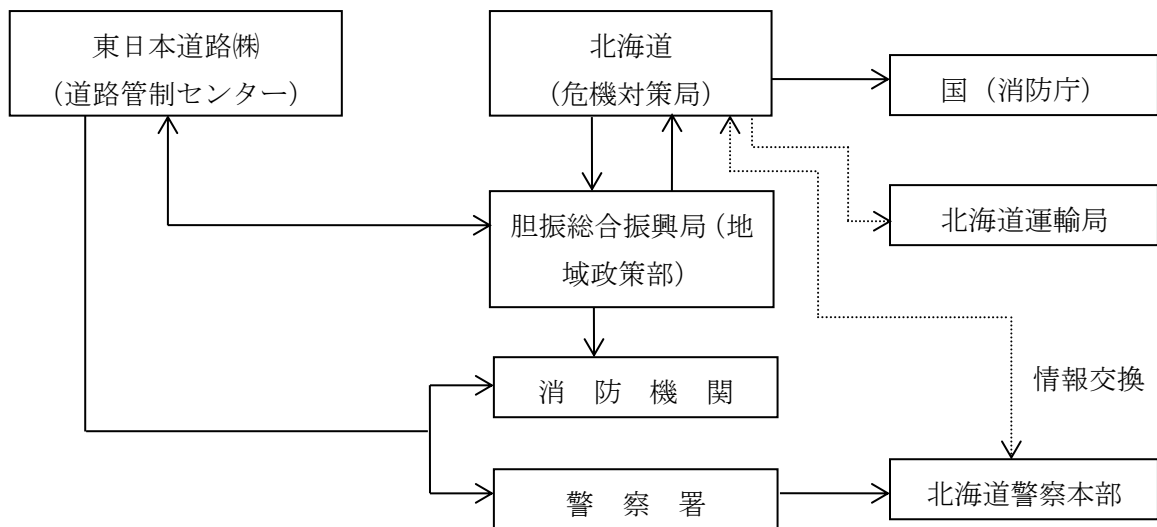 東日本道路㈱
（道路管制センター）
北海道
（危機対策局）
国（消防庁）
北海道運輸局
胆振総合振興局（地
域政策部）
消　防　機　関
情報交換
警　察　署
北海道警察本部